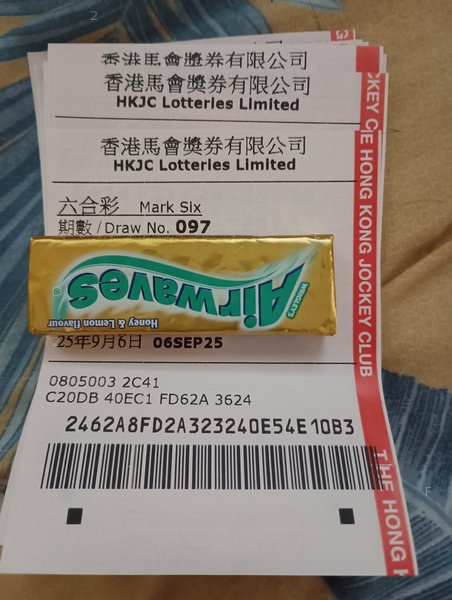 2
香港馬會獎券有限公司
香港馬會獎券有限公司
HKJC Lotteries Limited
香港馬會獎券有限公司
HKJC Lotteries Limited
六合彩 Mark Six
期數/Draw No. 097
WRIGLEY'S
Airwaves®
Honey & Lemon flavour
25年9月6日 06SEP25
0805003 2C41
C20DB 40EC1 FD62A 3624
2462A8FD2A323240E54E10B3
KEY C
E HONG KONG JOCKEY CLUB
THE HONG K
F